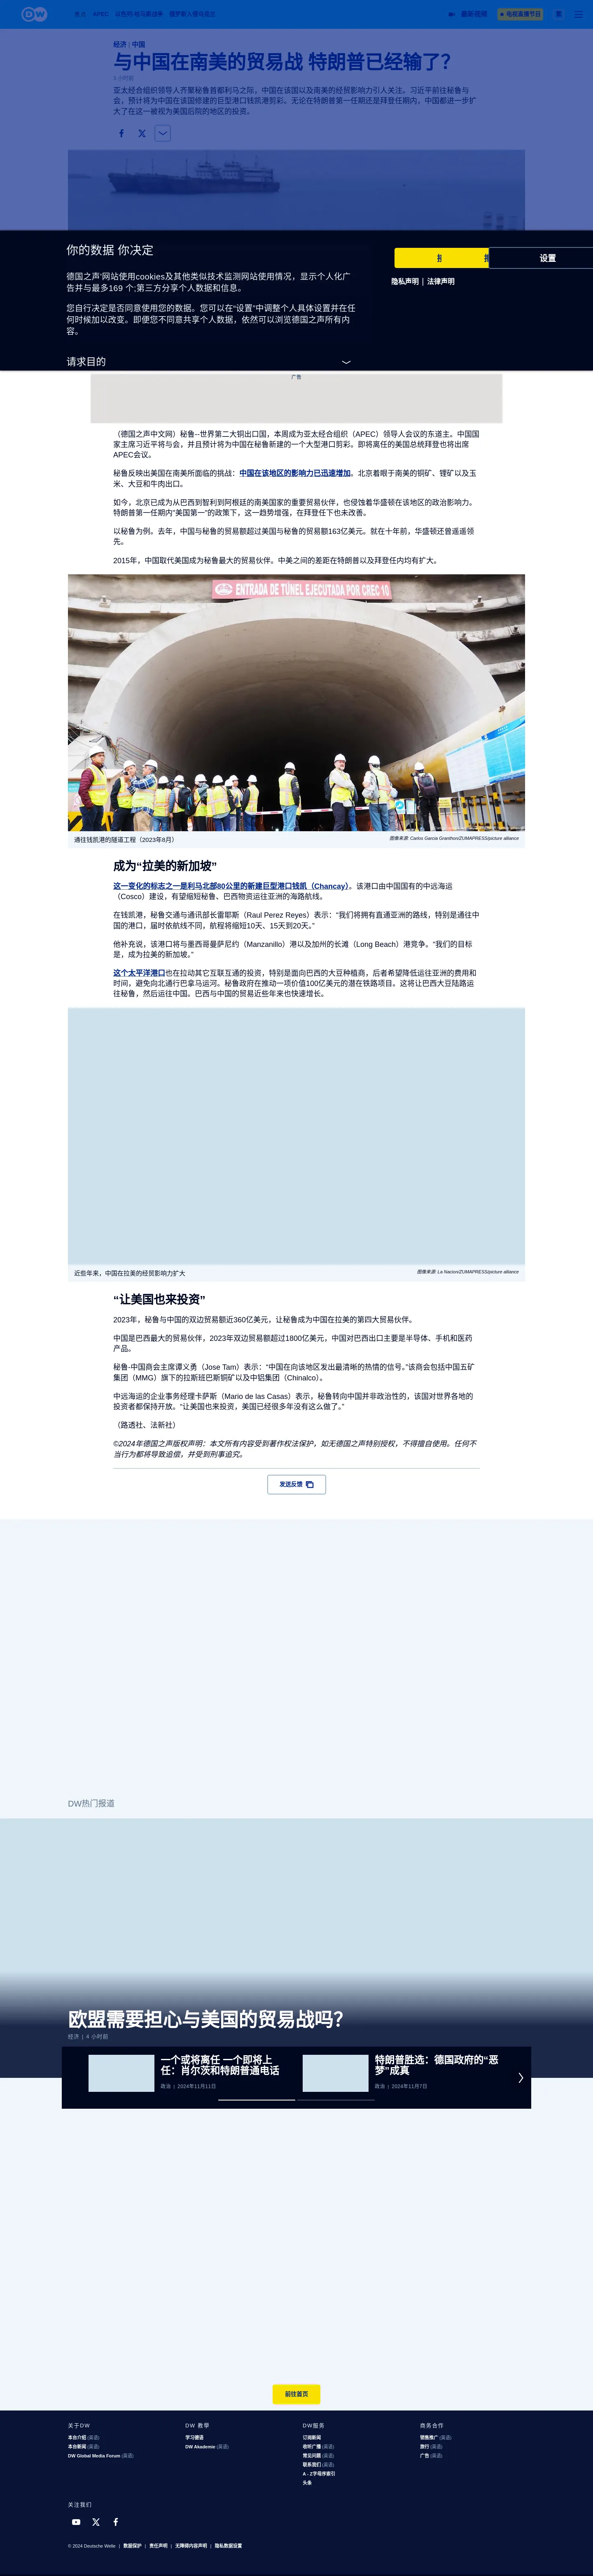 DW
焦点: APEC 以色列-哈马斯战争 俄罗斯入侵乌克兰
最新视频
电视直播节目
繁
经济 | 中国
与中国在南美的贸易战 特朗普已经输了？
3 小时前
亚太经合组织领导人齐聚秘鲁首都利马之际，中国在该国以及南美的经贸影响力引人关注。习近平前往秘鲁与
会，预计将为中国在该国修建的巨型港口钱凯港剪彩。无论在特朗普第一任期还是拜登任期内，中国都进一步扩
大了在这一被视为美国后院的地区的投资。
你的数据 你决定
德国之声'网站使用cookies及其他类似技术监测网站使用情况，显示个人化广
告并与最多169 个;第三方分享个人数据和信息。
您自行决定是否同意使用您的数据。您可以在“设置”中调整个人具体设置并在任
何时候加以改变。即便您不同意共享个人数据，依然可以浏览德国之声所有内
容。
请求目的
设置
隐私声明 | 法律声明
广告
（德国之声中文网）秘鲁--世界第二大铜出口国，本周成为亚太经合组织（APEC）领导人会议的东道主。中国国
家主席习近平将与会，并且预计将为中国在秘鲁新建的一个大型港口剪彩。即将离任的美国总统拜登也将出席
APEC会议。
秘鲁反映出美国在南美所面临的挑战：中国在该地区的影响力已迅速增加。北京着眼于南美的铜矿、锂矿以及玉
米、大豆和牛肉出口。
如今，北京已成为从巴西到智利到阿根廷的南美国家的重要贸易伙伴，也侵蚀着华盛顿在该地区的政治影响力。
特朗普第一任期内“美国第一”的政策下，这一趋势增强，在拜登任下也未改善。
以秘鲁为例。去年，中国与秘鲁的贸易额超过美国与秘鲁的贸易额163亿美元。就在十年前，华盛顿还曾遥遥领
先。
2015年，中国取代美国成为秘鲁最大的贸易伙伴。中美之间的差距在特朗普以及拜登任内均有扩大。
ENTRADA DE TÚNEL EJECUTADA POR CREC 10
通往钱凯港的隧道工程（2023年8月）
图像来源: Carlos Garcia Granthon/ZUMAPRESS/picture alliance
成为“拉美的新加坡”
这一变化的标志之一是利马北部80公里的新建巨型港口钱凯（Chancay）。该港口由中国国有的中远海运
（Cosco）建设，有望缩短秘鲁、巴西物资运往亚洲的海路航线。
在钱凯港，秘鲁交通与通讯部长雷耶斯（Raul Perez Reyes）表示：“我们将拥有直通亚洲的路线，特别是通往中
国的港口，届时依航线不同，航程将缩短10天、15天到20天。”
他补充说，该港口将与墨西哥曼萨尼约（Manzanillo）港以及加州的长滩（Long Beach）港竞争。“我们的目标
是，成为拉美的新加坡。”
这个太平洋港口也在拉动其它互联互通的投资，特别是面向巴西的大豆种植商，后者希望降低运往亚洲的费用和
时间，避免向北通行巴拿马运河。秘鲁政府在推动一项价值100亿美元的潜在铁路项目。这将让巴西大豆陆路运
往秘鲁，然后运往中国。巴西与中国的贸易近些年来也快速增长。
近些年来，中国在拉美的经贸影响力扩大
图像来源: La Nacion/ZUMAPRESS/picture alliance
“让美国也来投资”
2023年，秘鲁与中国的双边贸易额近360亿美元，让秘鲁成为中国在拉美的第四大贸易伙伴。
中国是巴西最大的贸易伙伴，2023年双边贸易额超过1800亿美元，中国对巴西出口主要是半导体、手机和医药
产品。
秘鲁-中国商会主席谭义勇（Jose Tam）表示：“中国在向该地区发出最清晰的热情的信号。”该商会包括中国五矿
集团（MMG）旗下的拉斯班巴斯铜矿以及中铝集团（Chinalco）。
中远海运的企业事务经理卡萨斯（Mario de las Casas）表示，秘鲁转向中国并非政治性的，该国对世界各地的
投资者都保持开放。“让美国也来投资，美国已经很多年没有这么做了。”
（路透社、法新社）
©2024年德国之声版权声明：本文所有内容受到著作权法保护，如无德国之声特别授权，不得擅自使用。任何不
当行为都将导致追偿，并受到刑事追究。
发送反馈
DW热门报道
欧盟需要担心与美国的贸易战吗？
经济 | 4 小时前
一个或将离任 一个即将上
任：肖尔茨和特朗普通电话
政治 | 2024年11月11日
特朗普胜选：德国政府的“恶
梦”成真
政治 | 2024年11月7日
前往首页
关于DW
本台介绍 (英语)
本台新闻 (英语)
DW Global Media Forum (英语)
DW 教学
学习德语
DW Akademie (英语)
DW服务
订阅新闻
收听广播 (英语)
常见问题 (英语)
联系我们 (英语)
A - Z字母序索引
头条
商务合作
销售推广 (英语)
旅行 (英语)
广告 (英语)
关注我们
© 2024 Deutsche Welle | 数据保护 | 责任声明 | 无障碍内容声明 | 隐私数据设置